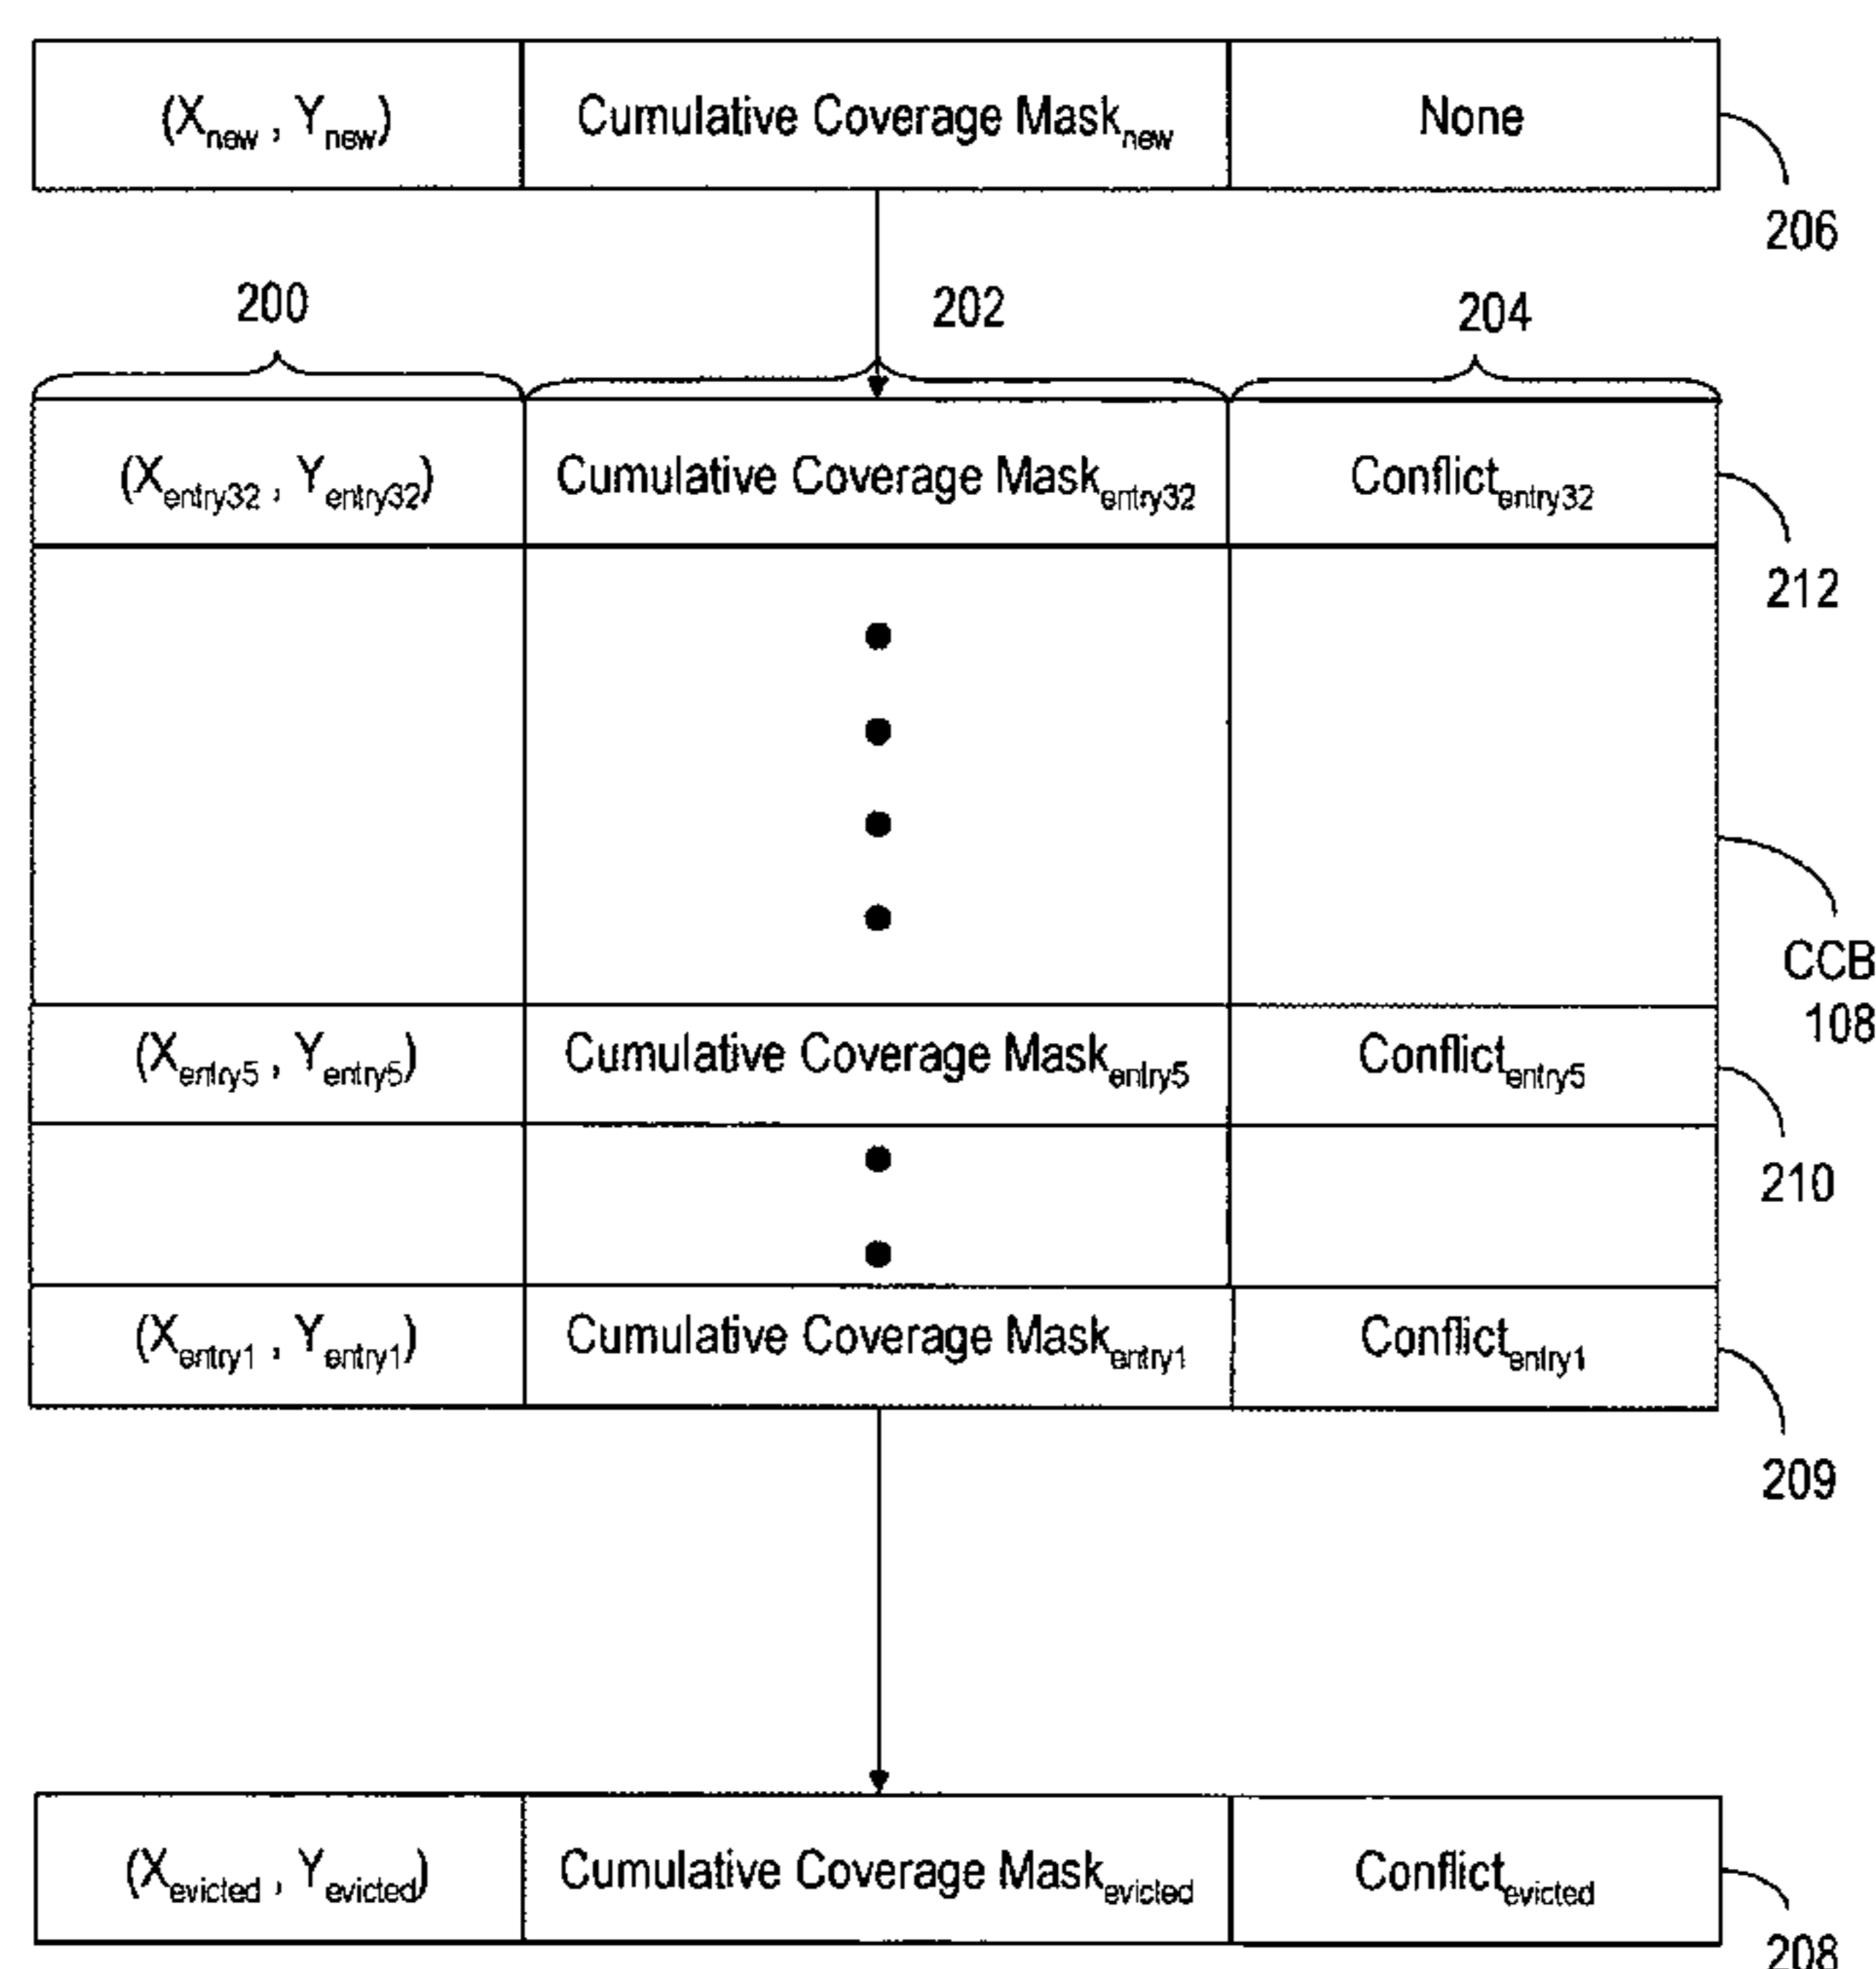 (Xnew , Ynew) Cumulative Coverage Masknew None
206
200 202 204
(Xentry32 , Yentry32) Cumulative Coverage Maskentry32 Conflictentry32
212
CCB
108
(Xentry5 , Yentry5) Cumulative Coverage Maskentry5 Conflictentry5
210
(Xentry1 , Yentry1) Cumulative Coverage Maskentry1 Conflictentry1
209
(Xevicted , Yevicted) Cumulative Coverage Maskevicted Conflictevicted
208